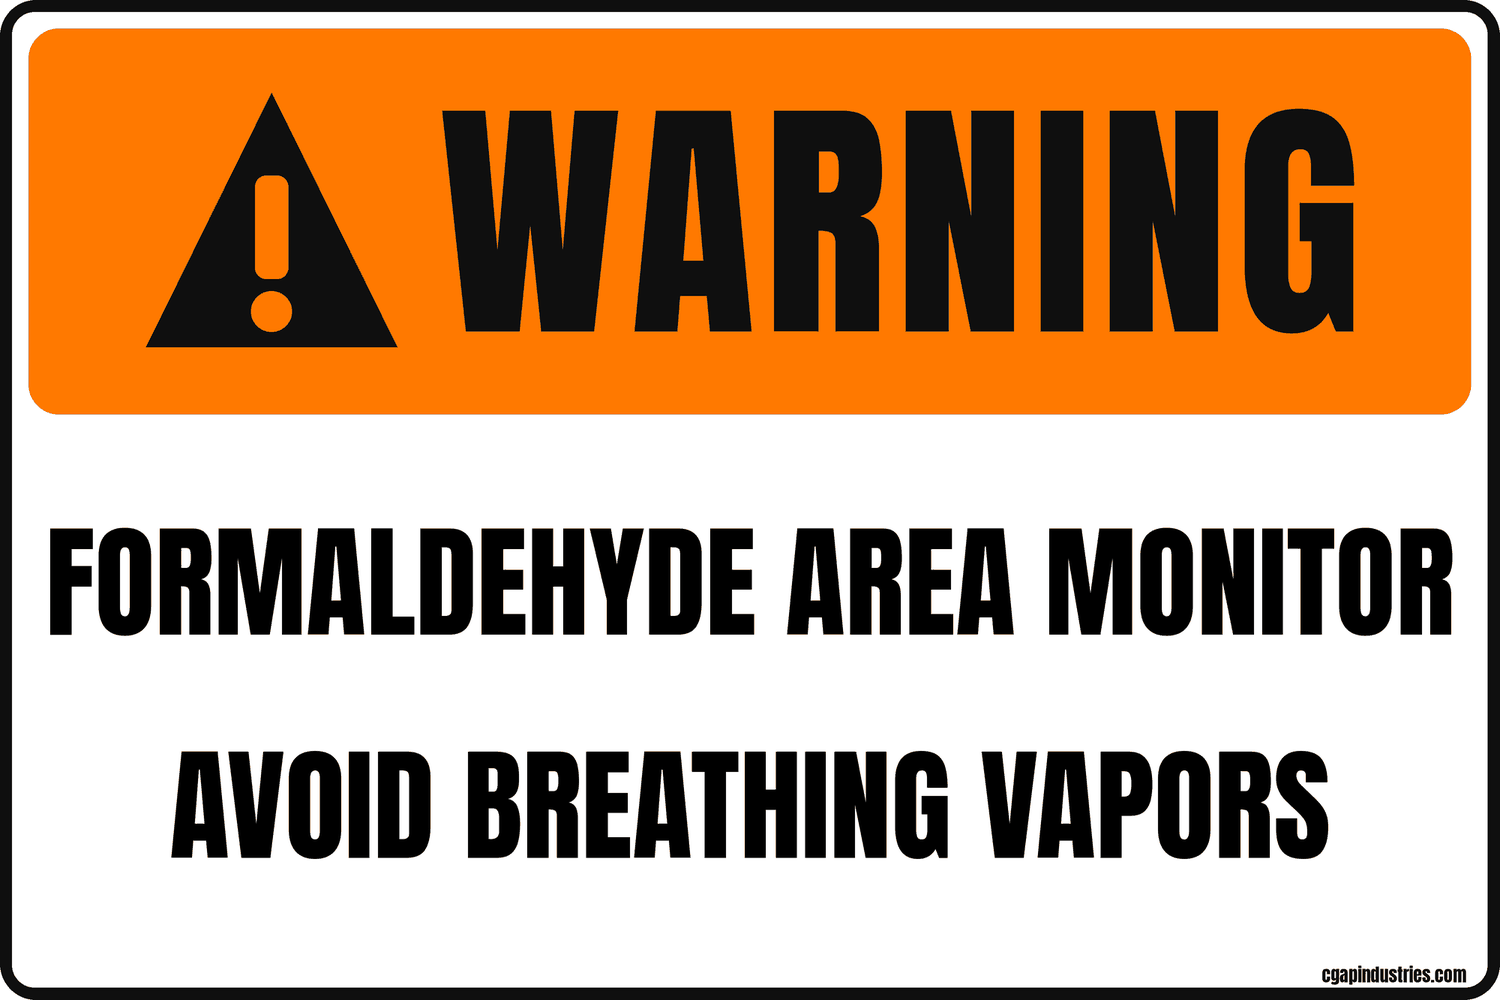 WARNING
FORMALDEHYDE AREA MONITOR
AVOID BREATHING VAPORS
cgapindustries.com